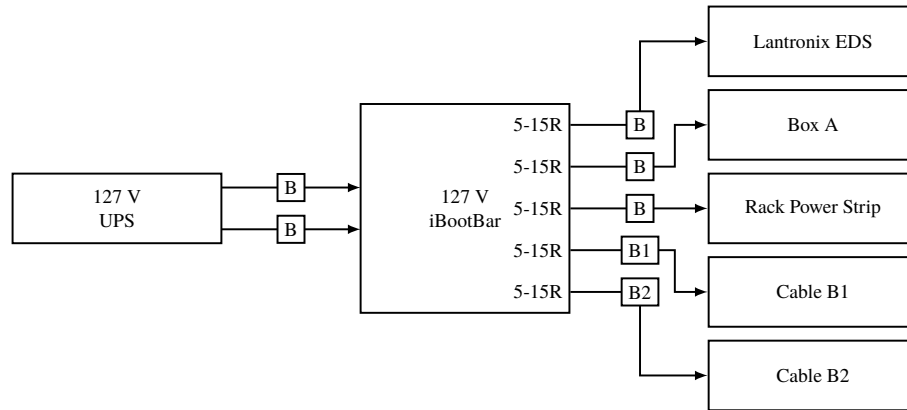 Lantronix EDS
5-15R
B
Box A
5-15R
B
127 V
UPS
B
B
127 V
iBootBar
5-15R
B
Rack Power Strip
5-15R
B1
Cable B1
5-15R
B2
Cable B2